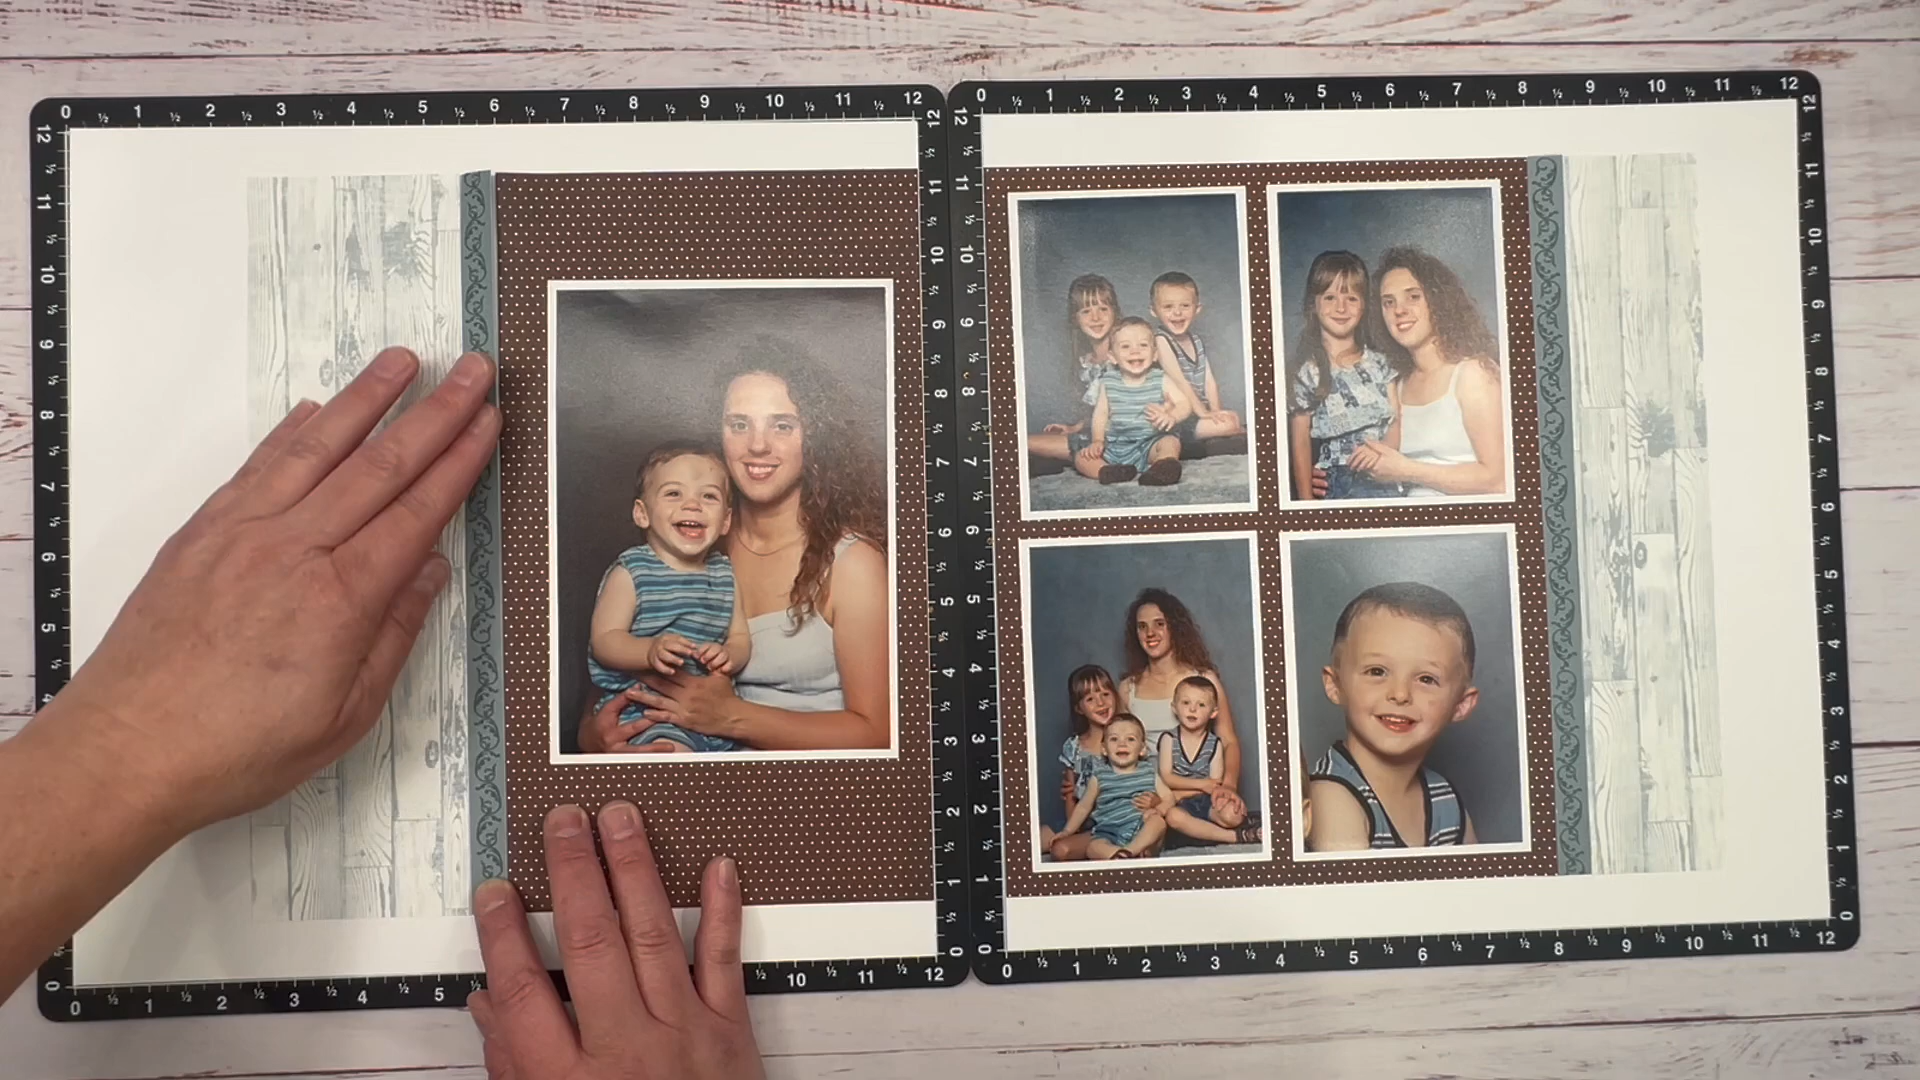 0 ½ 1 ½ 2 ½ 3 ½ 4 ½ 5 ½ 6 ½ 7 ½ 8 ½ 9 ½ 10 ½ 11 ½ 12
12 ½ 11 ½ 10 ½ 9 ½ 8 ½ 7 ½ 6 ½ 5 ½ 4 0
12 ½ 11 ½ 10 ½ 9 ½ 8 ½ 7 ½ 6 ½ 5 ½ 4 ½ 3 ½ 2 ½ 1 ½ 0
0 ½ 1 ½ 2 ½ 3 ½ 4 ½ 5 ½ ½ 10 ½ 11 ½ 12
0 ½ 1 ½ 2 ½ 3 ½ 4 ½ 5 ½ 6 ½ 7 ½ 8 ½ 9 ½ 10 ½ 11 ½ 12
12 ½ 11 ½ 10 ½ 9 ½ 8 ½ 7 ½ 6 ½ 5 ½ 4 ½ 3 ½ 2 ½ 1 ½ 0
12 ½ 11 ½ 10 ½ 9 ½ 8 ½ 7 ½ 6 ½ 5 ½ 4 ½ 3 ½ 2 ½ 1 ½ 0
0 ½ 1 ½ 2 ½ 3 ½ 4 ½ 5 ½ 6 ½ 7 ½ 8 ½ 9 ½ 10 ½ 11 ½ 12